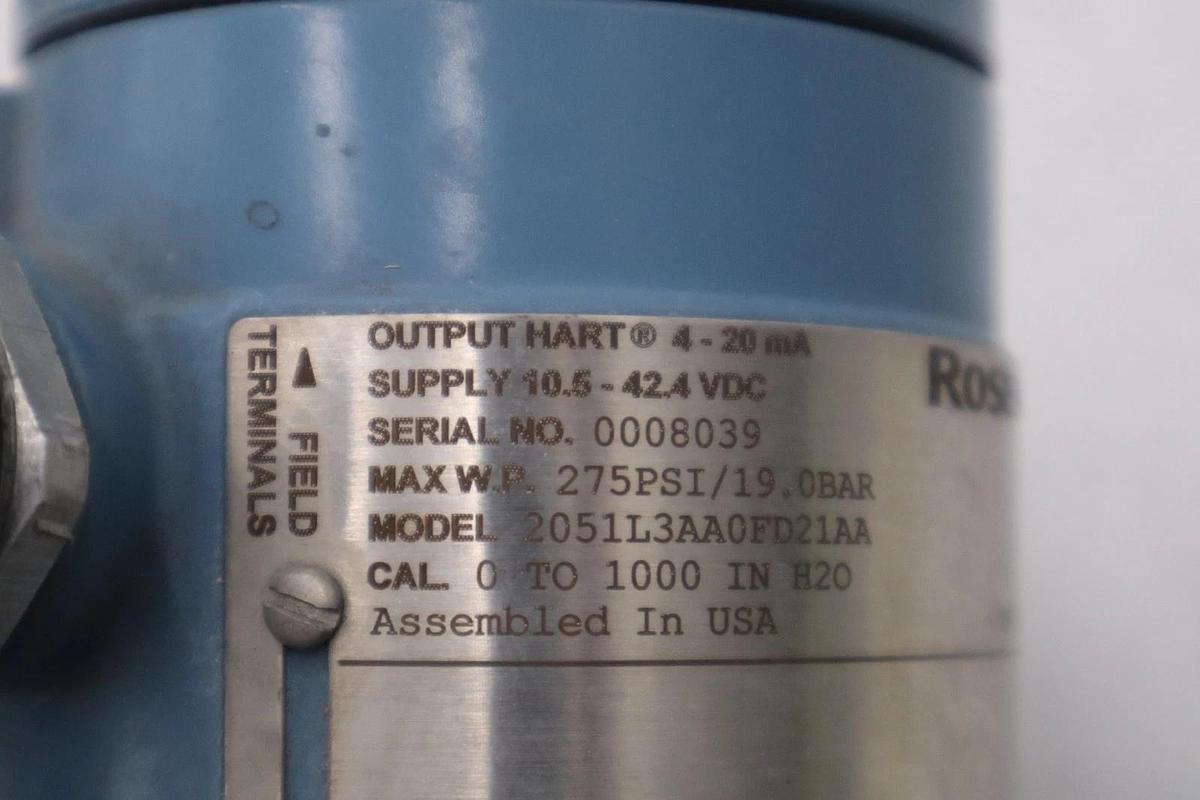 TERMINALS
FIELD
OUTPUT HART® 4 - 20 mA
SUPPLY 10.5 - 42.4 VDC
SERIAL NO. 0008039
MAX W.P. 275PSI/19.0BAR
MODEL 2051L3AA0FD21AA
CAL. 0 TO 1000 IN H2O
Assembled In USA
Rose